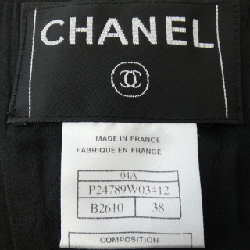 CHANEL
MADE IN FRANCE
FABRIQUE EN FRANCE
04A
P24789W03412
B2610 38
COMPOSITION